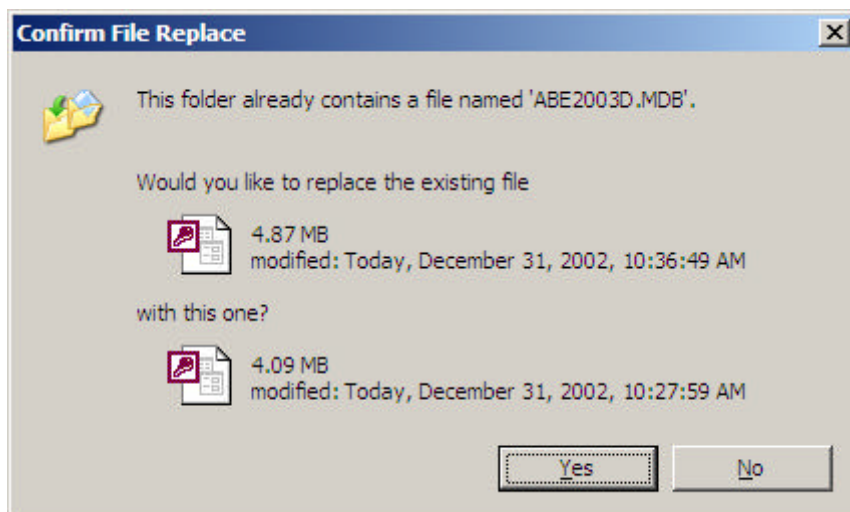 Confirm File Replace
This folder already contains a file named 'ABE2003D.MDB'.
Would you like to replace the existing file
4.87 MB
modified: Today, December 31, 2002, 10:36:49 AM
with this one?
4.09 MB
modified: Today, December 31, 2002, 10:27:59 AM
Yes No